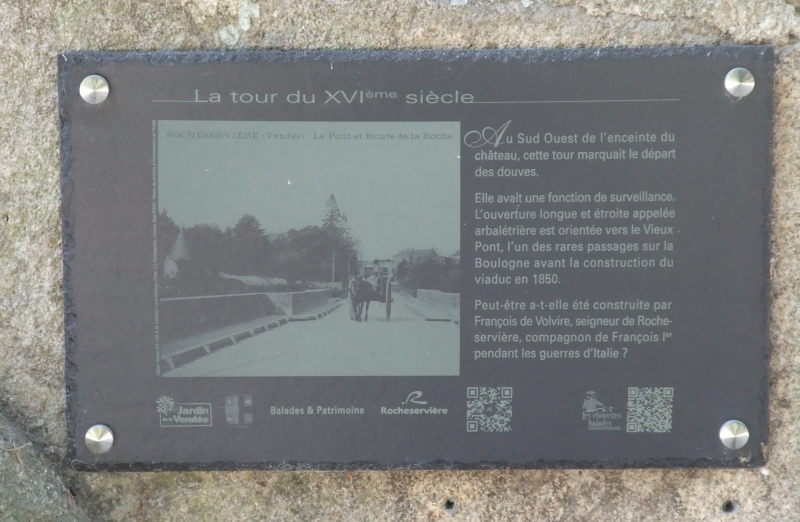 La tour du XVIème siècle
ROCHESERVIÈRE (Vendée) - Le Pont et Route de la Roche
Au Sud Ouest de l'enceinte du
château, cette tour marquait le départ
des douves.
Elle avait une fonction de surveillance.
L'ouverture longue et étroite appelée
arbalétrière est orientée vers le Vieux
Pont, l'un des rares passages sur la
Boulogne avant la construction du
viaduc en 1850.
Peut-être a-t-elle été construite par
François de Volvire, seigneur de Roche-
servière, compagnon de François Ier
pendant les guerres d'Italie ?
Jardin
de la Vendée
Balades & Patrimoine
Rocheservière
balades